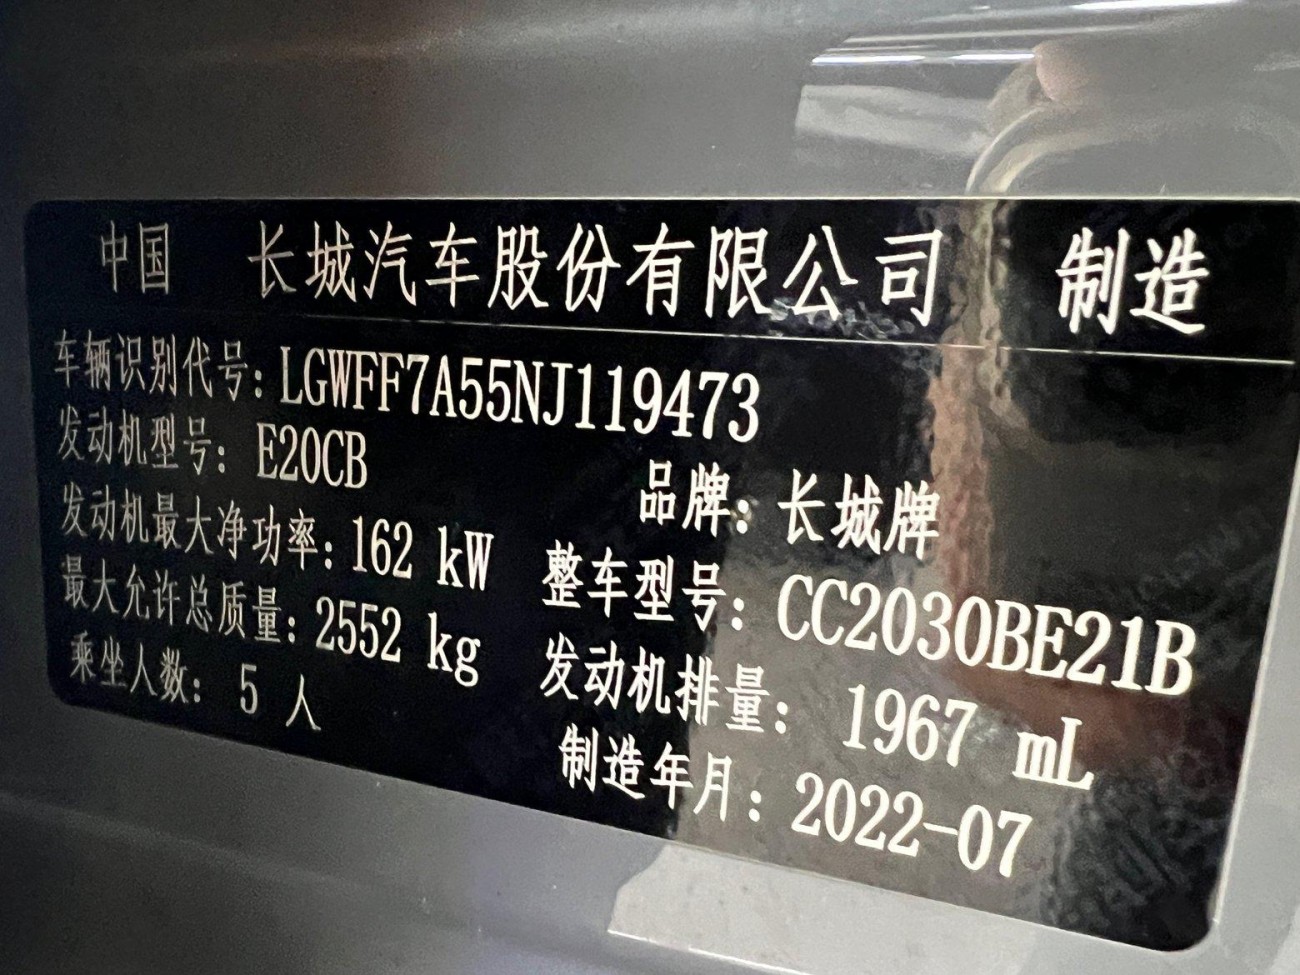 中国 长城汽车股份有限公司 制造
车辆识别代号: LGWFF7A55NJ119473
发动机型号: E20CB 品牌: 长城牌
发动机最大净功率: 162 kW 整车型号: CC2030BE21B
最大允许总质量: 2552 kg 发动机排量: 1967 mL
乘坐人数: 5 人 制造年月: 2022-07